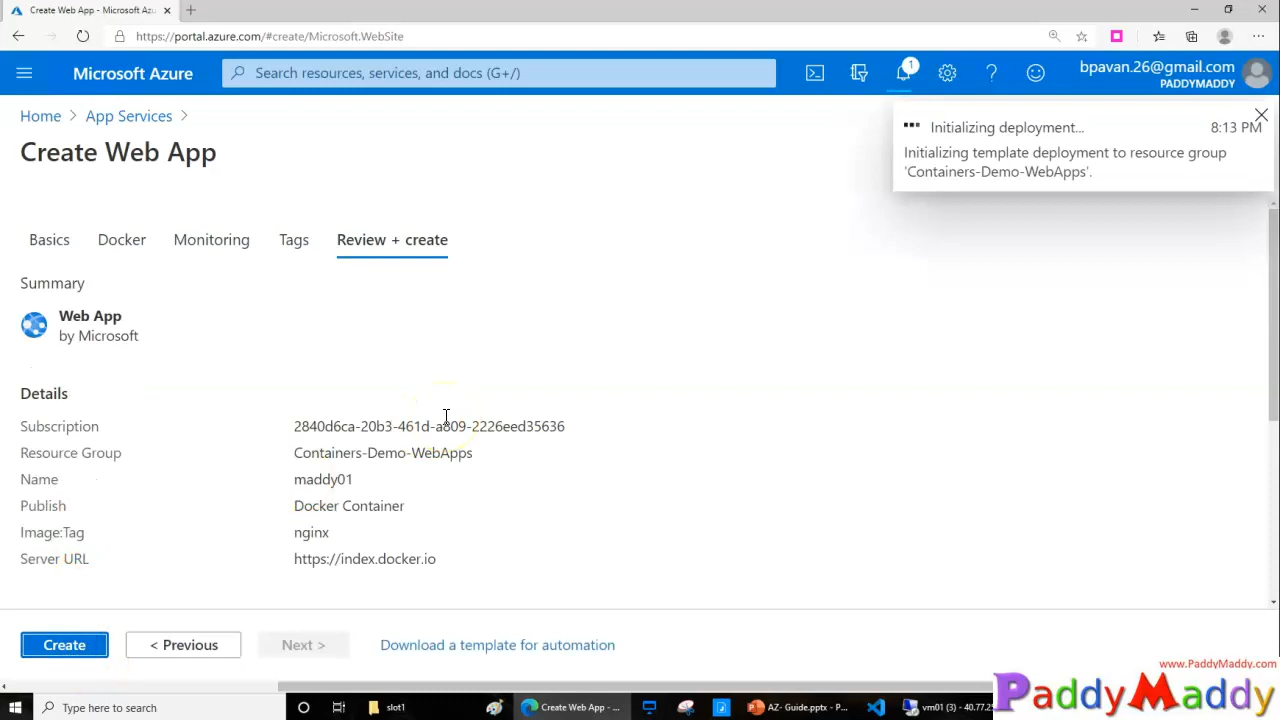 Create Web App - Microsoft Azu
https://portal.azure.com/#create/Microsoft.WebSite
Microsoft Azure
Search resources, services, and docs (G+/)
1
bpavan.26@gmail.com
PADDYMADDY
Home > App Services >
Create Web App
Initializing deployment...
8:13 PM
Initializing template deployment to resource group
'Containers-Demo-WebApps'.
Basics Docker Monitoring Tags Review + create
Summary
Web App
by Microsoft
Details
Subscription 2840d6ca-20b3-461d-a809-2226eed35636
Resource Group Containers-Demo-WebApps
Name maddy01
Publish Docker Container
Image:Tag nginx
Server URL https://index.docker.io
Create < Previous Next > Download a template for automation
www.PaddyMaddy.com
PaddyMaddy
Type here to search
slot1
Create Web App - ...
AZ- Guide.pptx - P...
vm01 (3) - 40.77.25